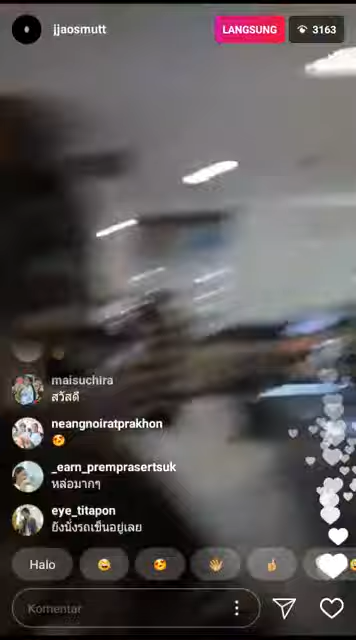 jjaosmutt
LANGSUNG
3163
maisuchira
สวัสดี
neangnoiratprakhon
_earn_premprasertsuk
หล่อมากๆ
eye_titapon
ยังนั่งรถเข็นอยู่เลย
Halo
Komentar